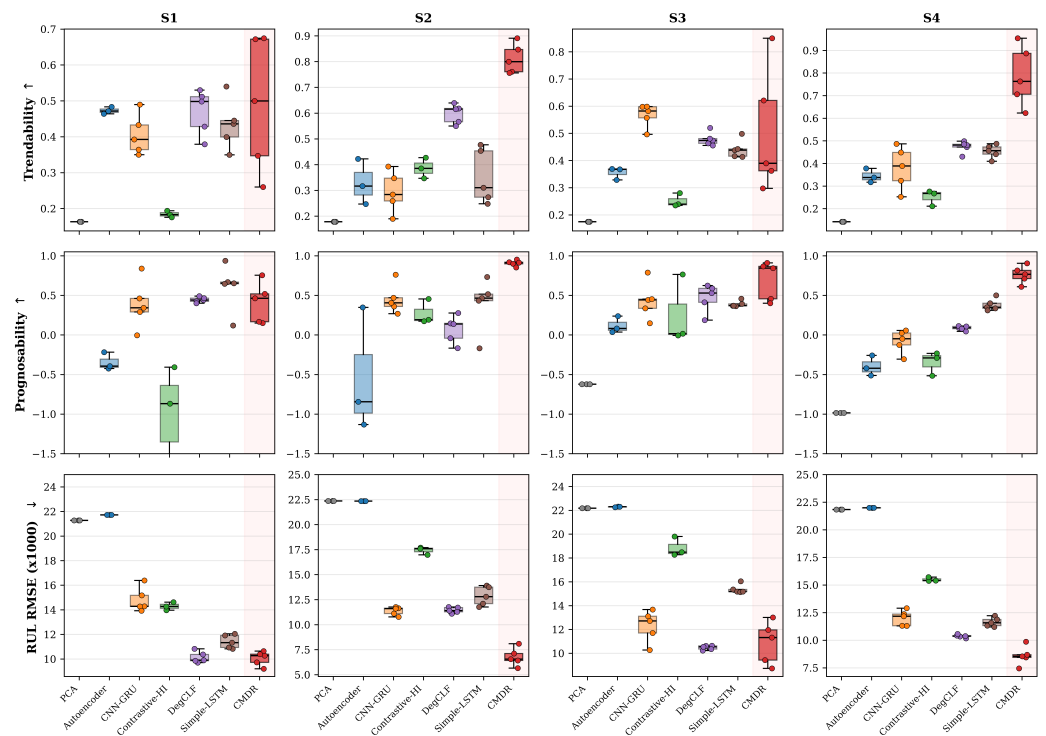 S1 S2 S3 S4
Trendability ↑
0.7
0.6
0.5
0.4
0.3
0.2
0.9
0.8
0.7
0.6
0.5
0.4
0.3
0.2
0.8
0.7
0.6
0.5
0.4
0.3
0.2
0.9
0.8
0.7
0.6
0.5
0.4
0.3
0.2
Prognosability ↑
1.0
0.5
0.0
−0.5
−1.0
−1.5
1.0
0.5
0.0
−0.5
−1.0
−1.5
1.0
0.5
0.0
−0.5
−1.0
−1.5
1.0
0.5
0.0
−0.5
−1.0
−1.5
RUL RMSE (x1000) ↓
24
22
20
18
16
14
12
10
25.0
22.5
20.0
17.5
15.0
12.5
10.0
7.5
5.0
22
20
18
16
14
12
10
25.0
22.5
20.0
17.5
15.0
12.5
10.0
7.5
PCA
Autoencoder
CNN-GRU
Contrastive-HI
DegCLF
Simple-LSTM
CMDR
PCA
Autoencoder
CNN-GRU
Contrastive-HI
DegCLF
Simple-LSTM
CMDR
PCA
Autoencoder
CNN-GRU
Contrastive-HI
DegCLF
Simple-LSTM
CMDR
PCA
Autoencoder
CNN-GRU
Contrastive-HI
DegCLF
Simple-LSTM
CMDR